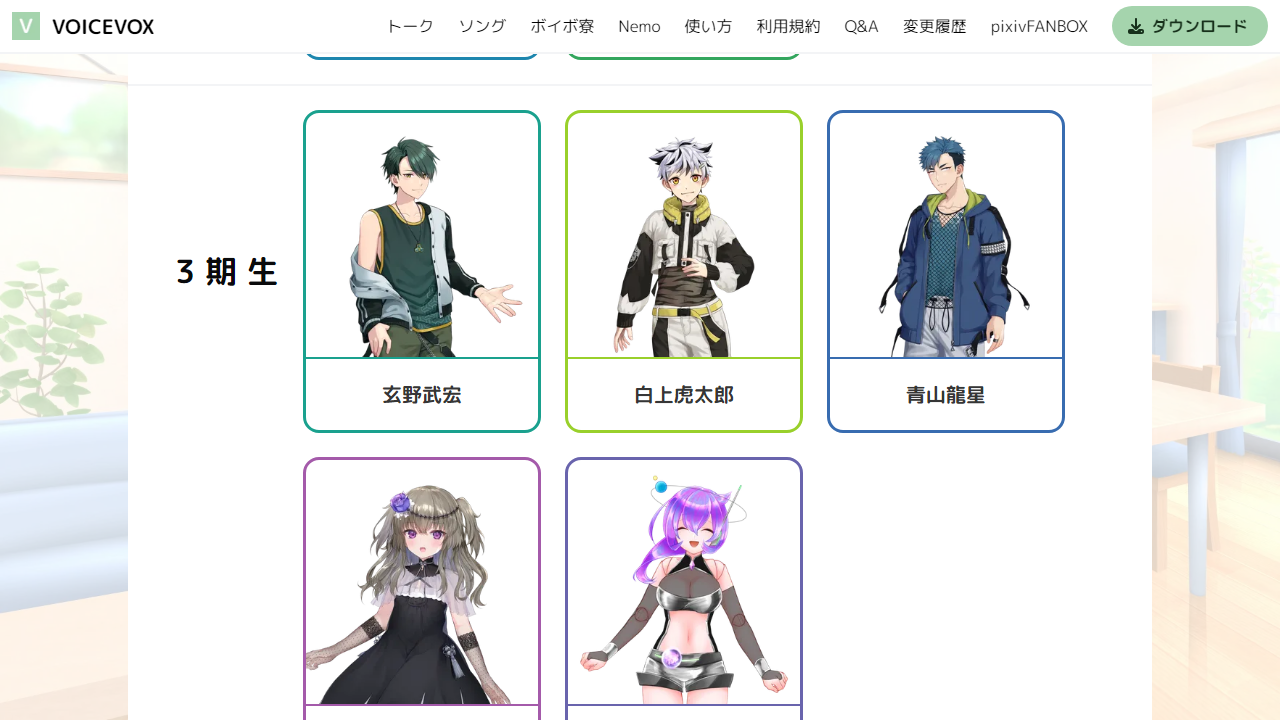 V VOICEVOX トーク ソング ボイボ寮 Nemo 使い方 利用規約 Q&A 変更履歴 pixivFANBOX ダウンロード
3期生
玄野武宏 白上虎太郎 青山龍星